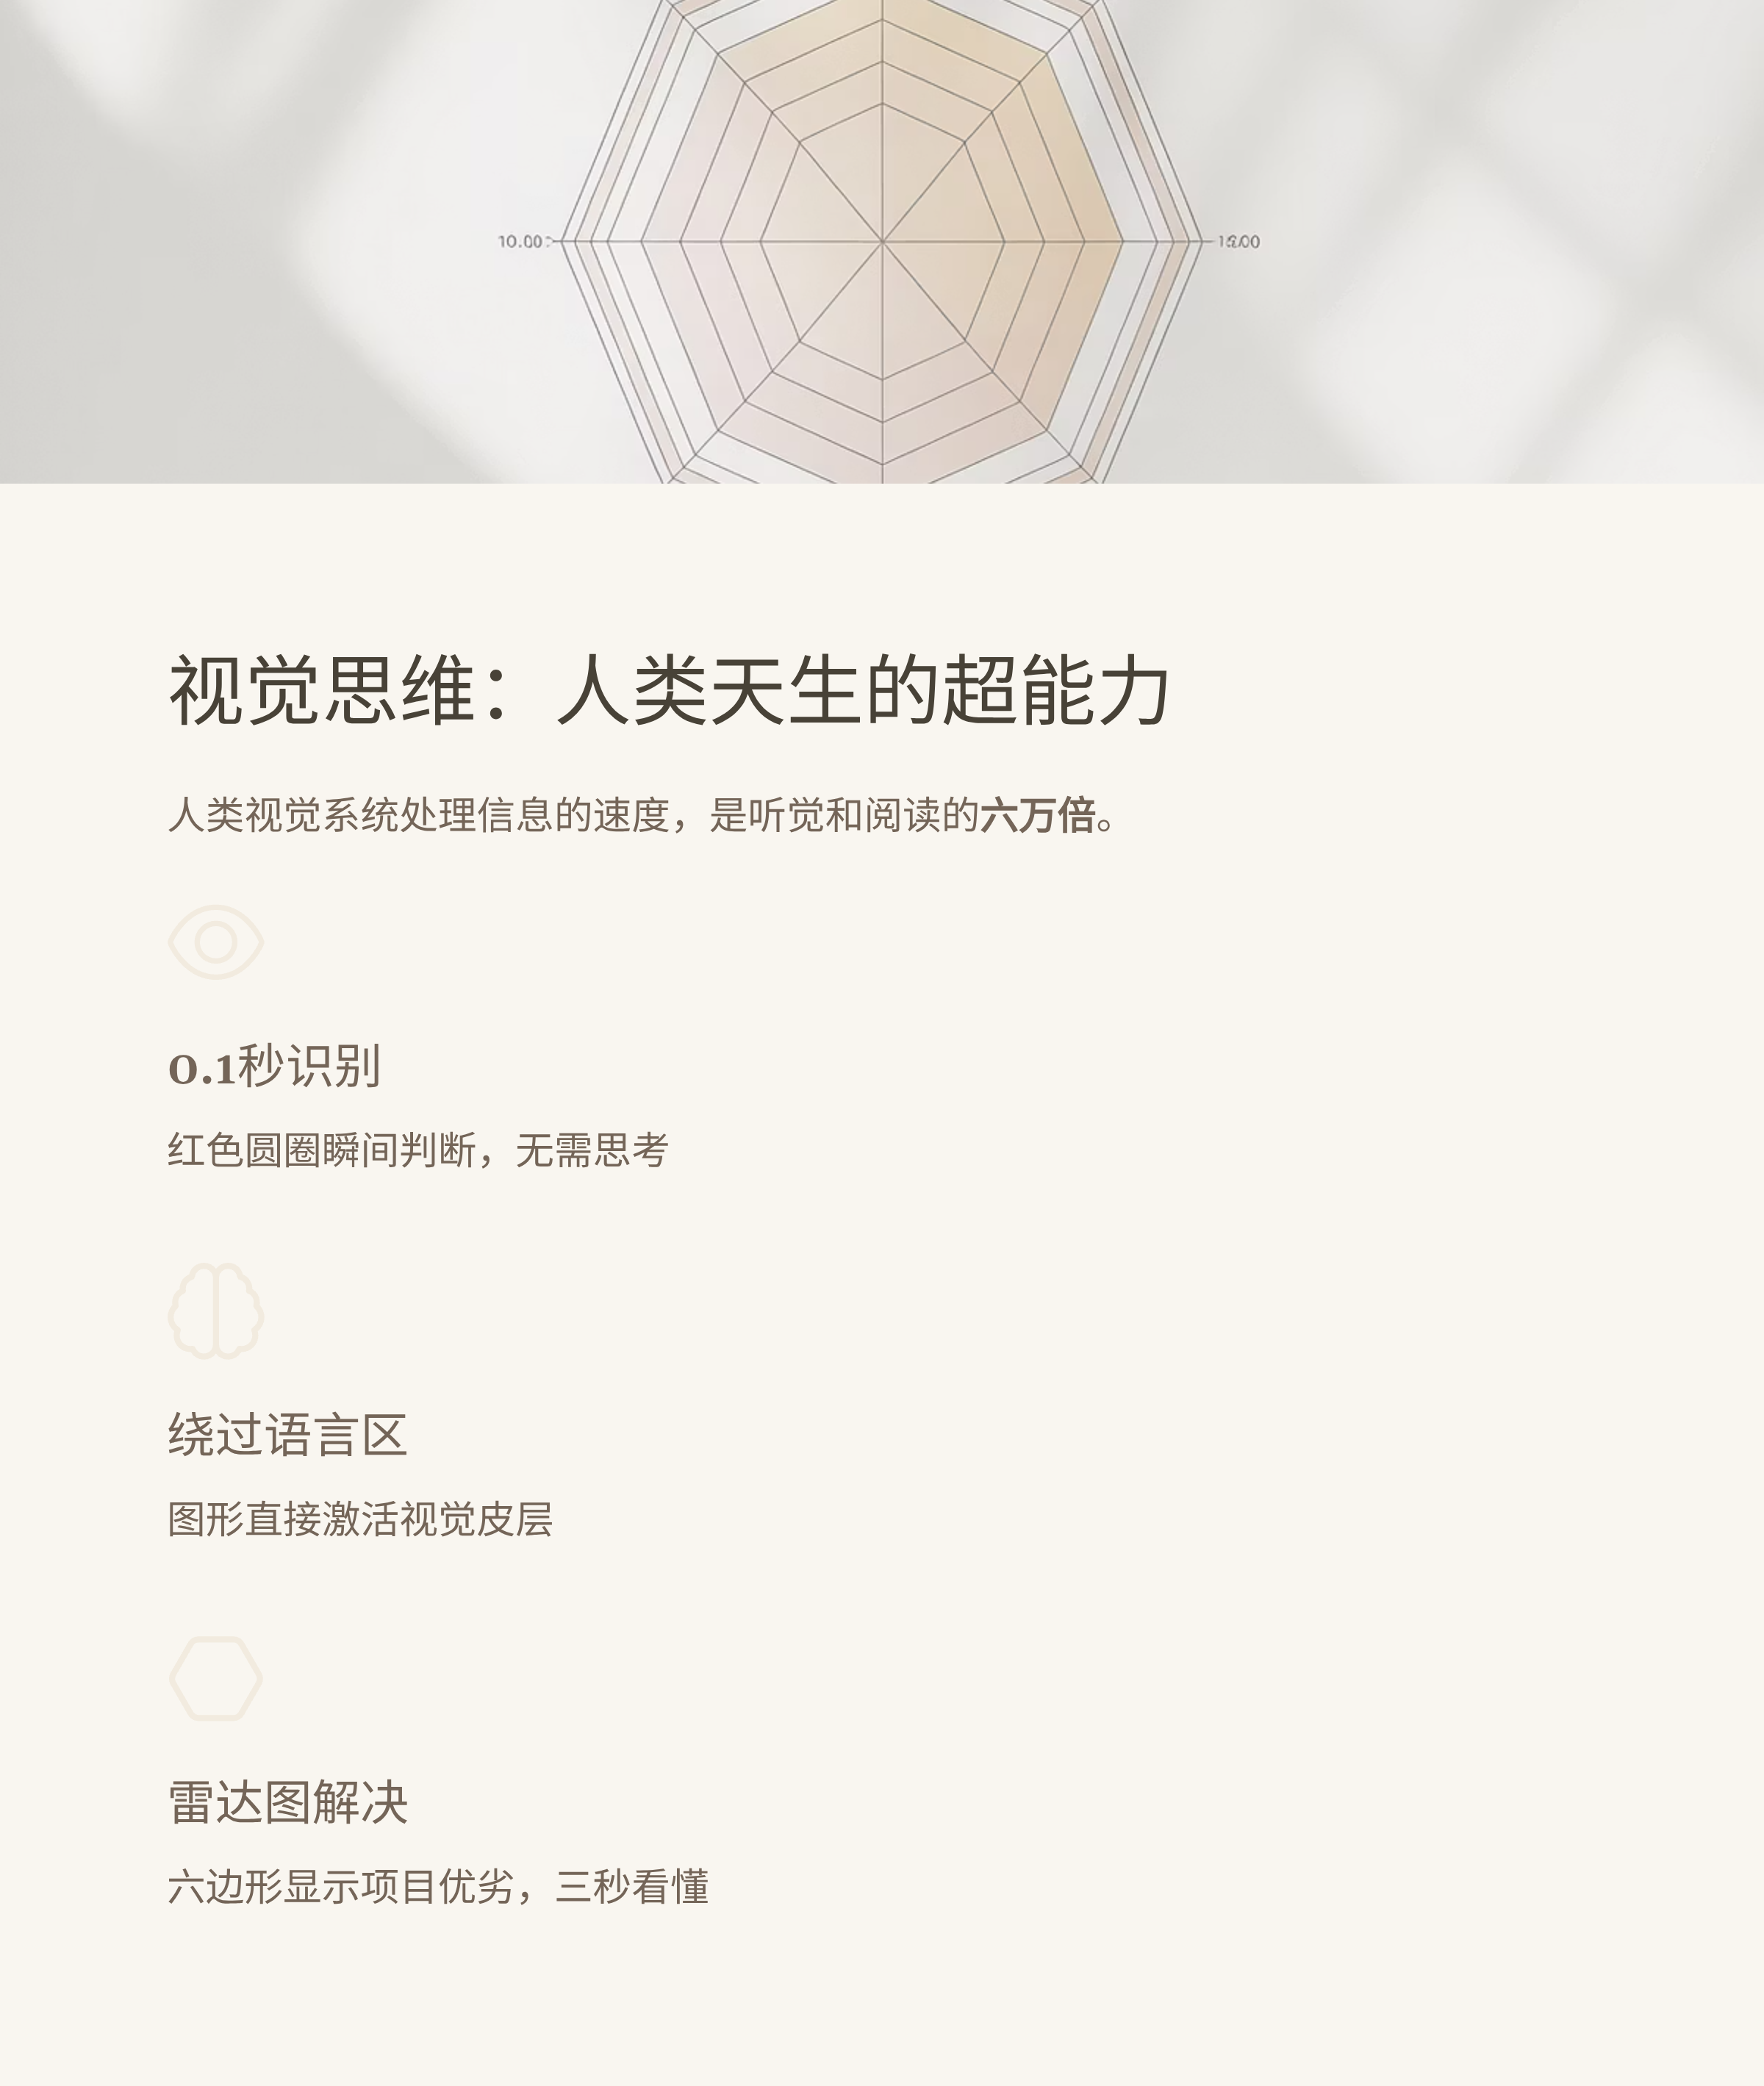 10.00
视觉思维：人类天生的超能力
人类视觉系统处理信息的速度，是听觉和阅读的六万倍。
0.1秒识别
红色圆圈瞬间判断，无需思考
绕过语言区
图形直接激活视觉皮层
雷达图解决
六边形显示项目优劣，三秒看懂